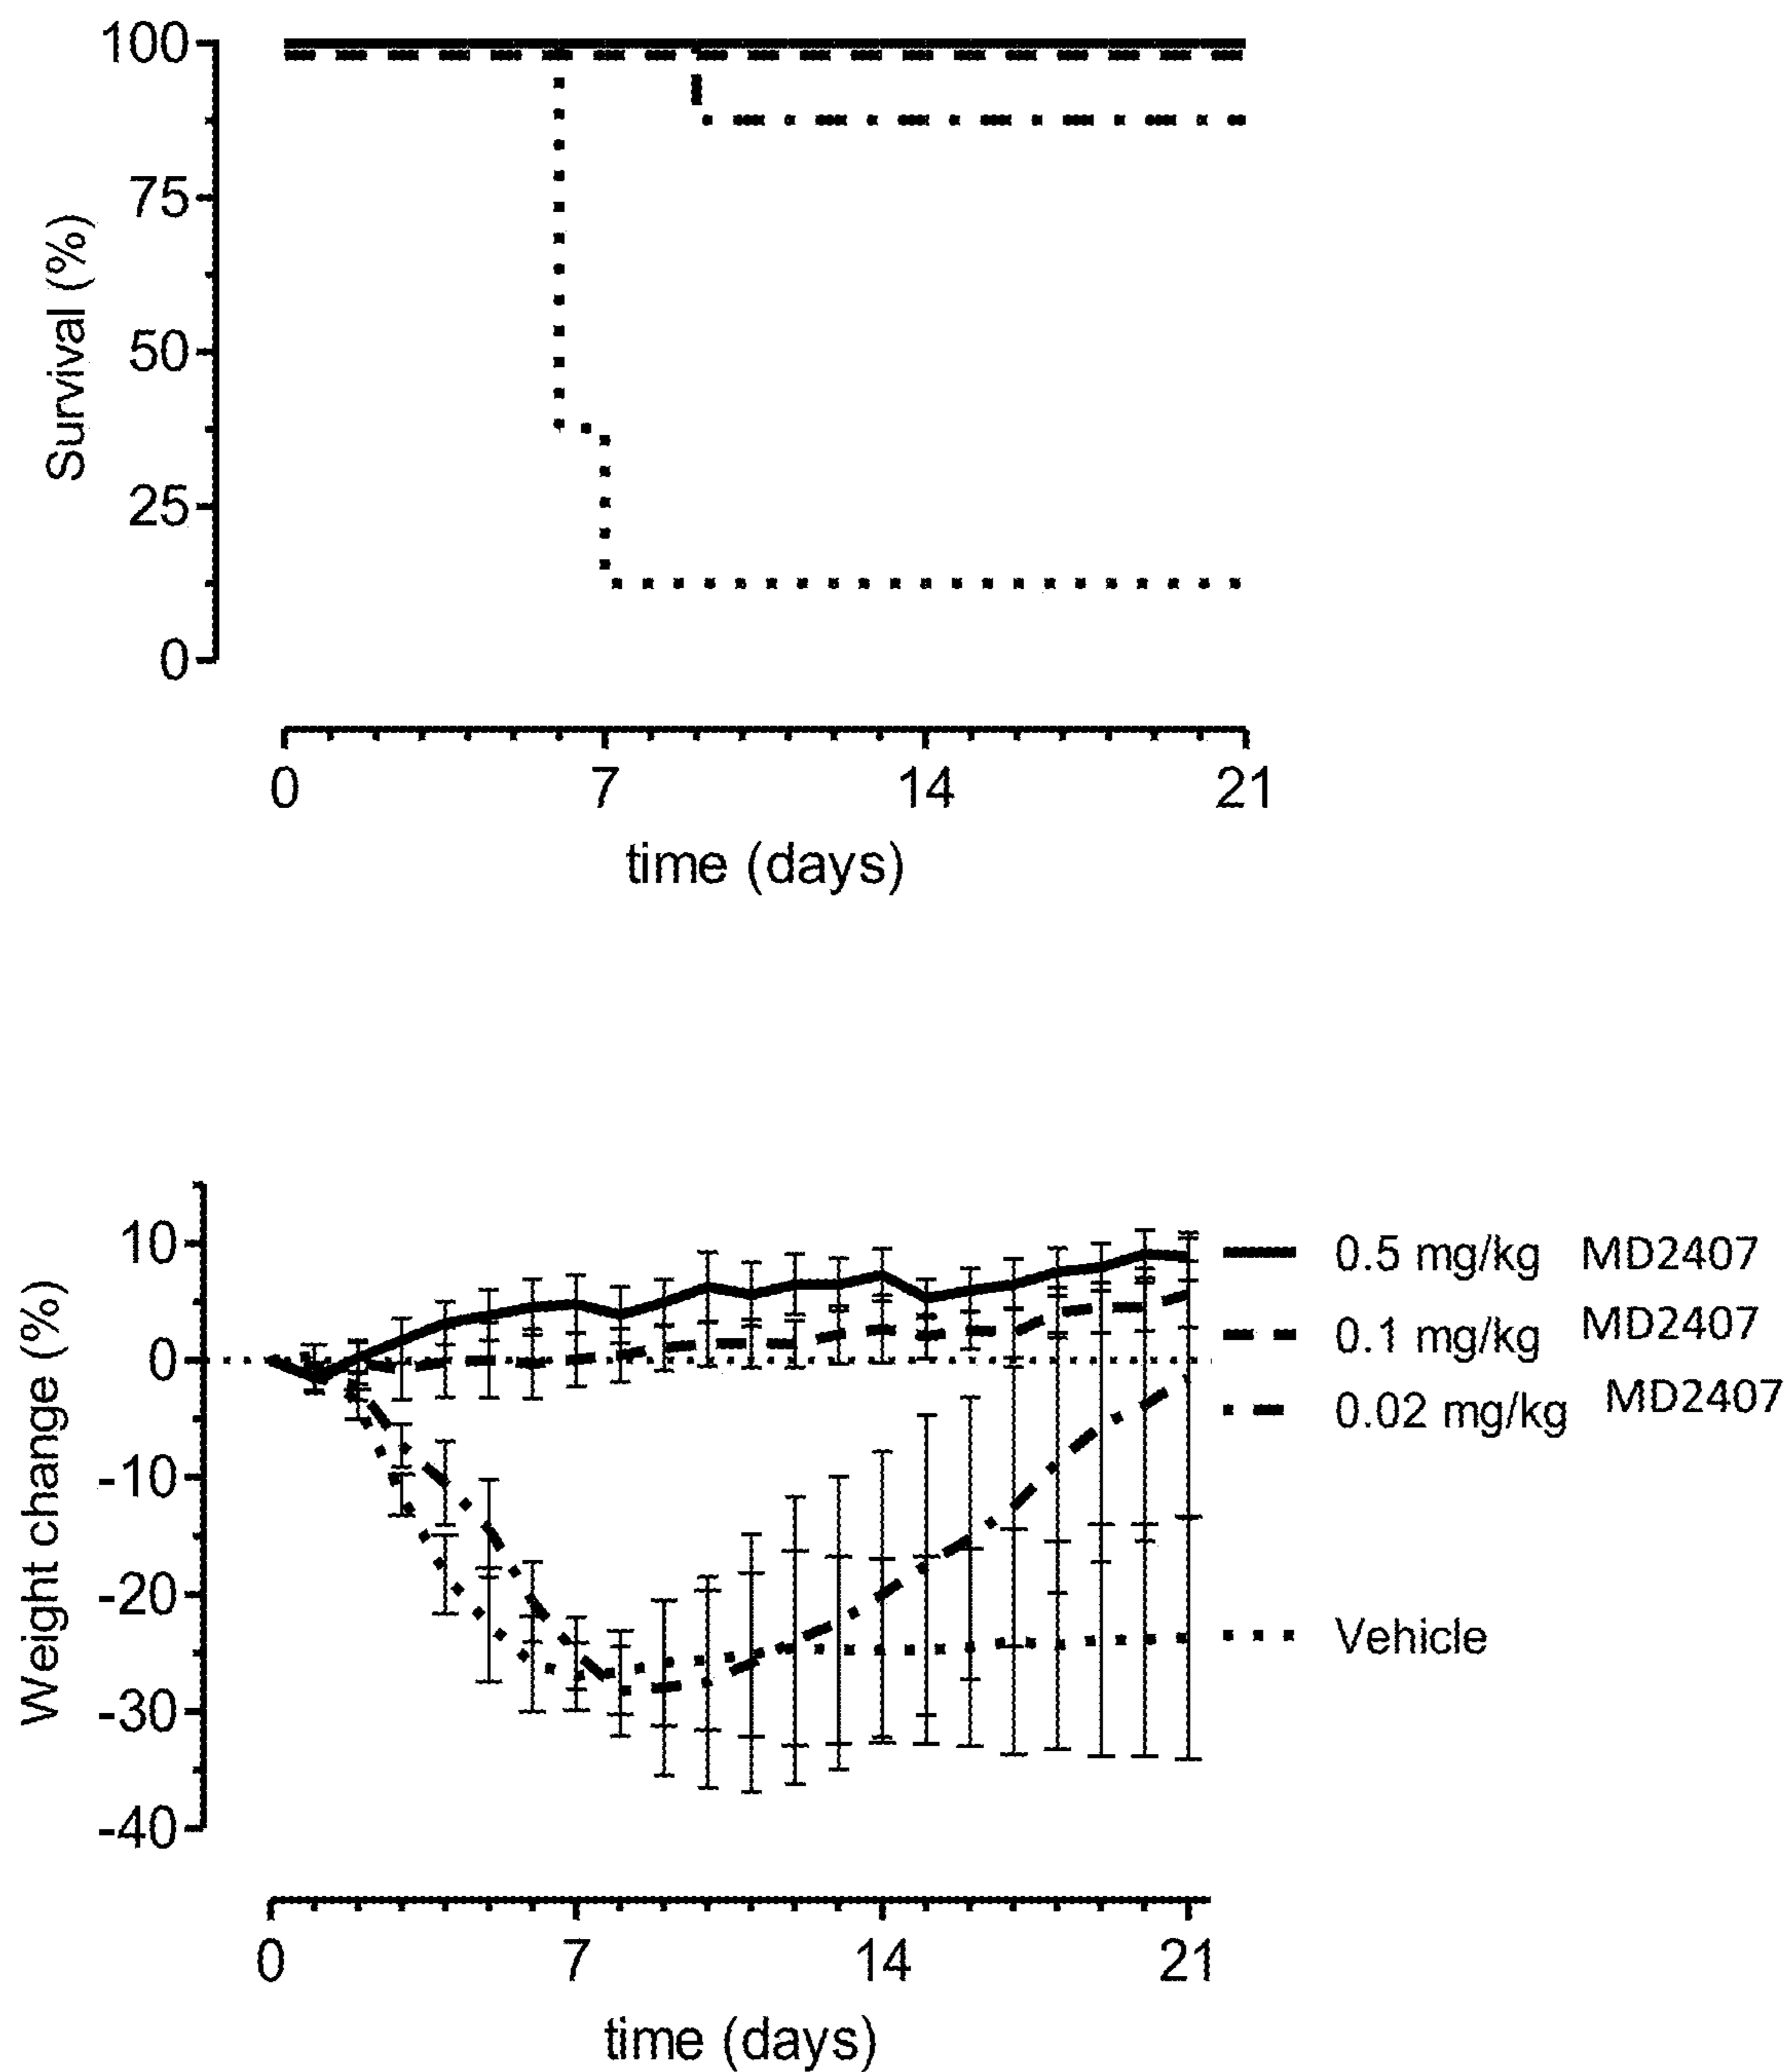 100
75
50
25
0
Survival (%)
0 7 14 21
time (days)
10
0
-10
-20
-30
-40
Weight change (%)
0.5 mg/kg MD2407
0.1 mg/kg MD2407
0.02 mg/kg MD2407
Vehicle
0 7 14 21
time (days)